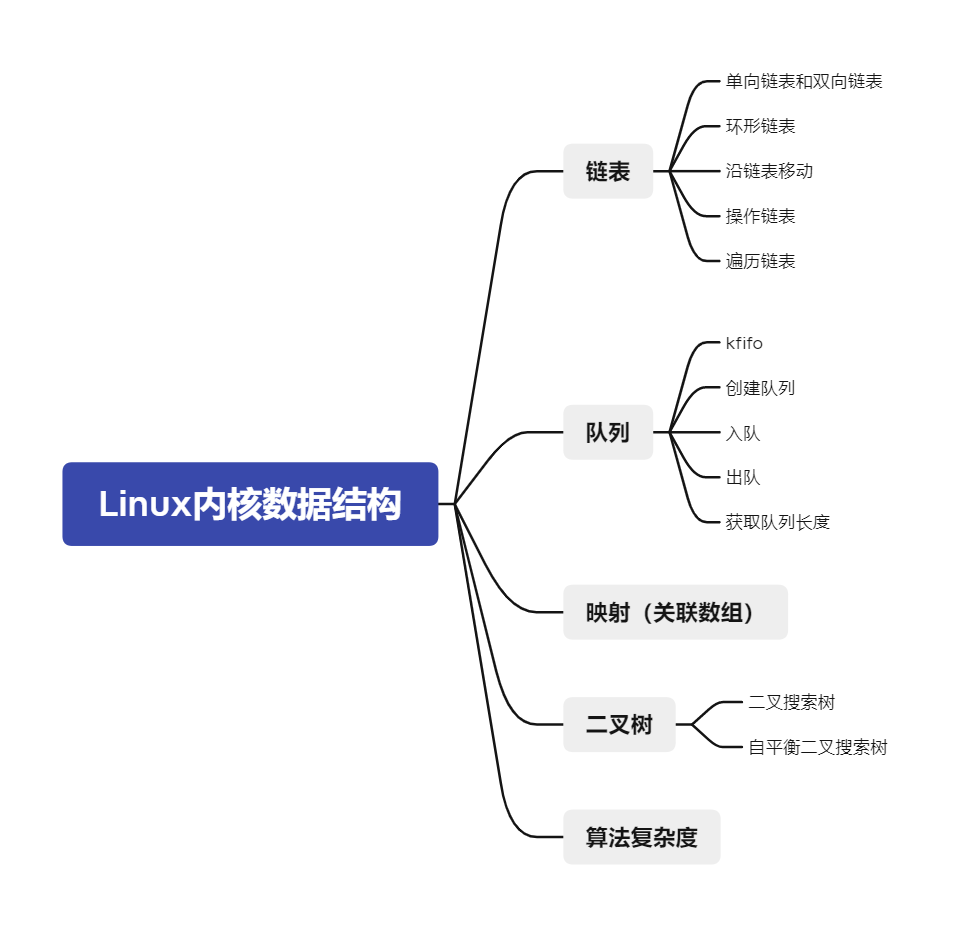 Linux内核数据结构
链表
单向链表和双向链表
环形链表
沿链表移动
操作链表
遍历链表
队列
kfifo
创建队列
入队
出队
获取队列长度
映射（关联数组）
二叉树
二叉搜索树
自平衡二叉搜索树
算法复杂度